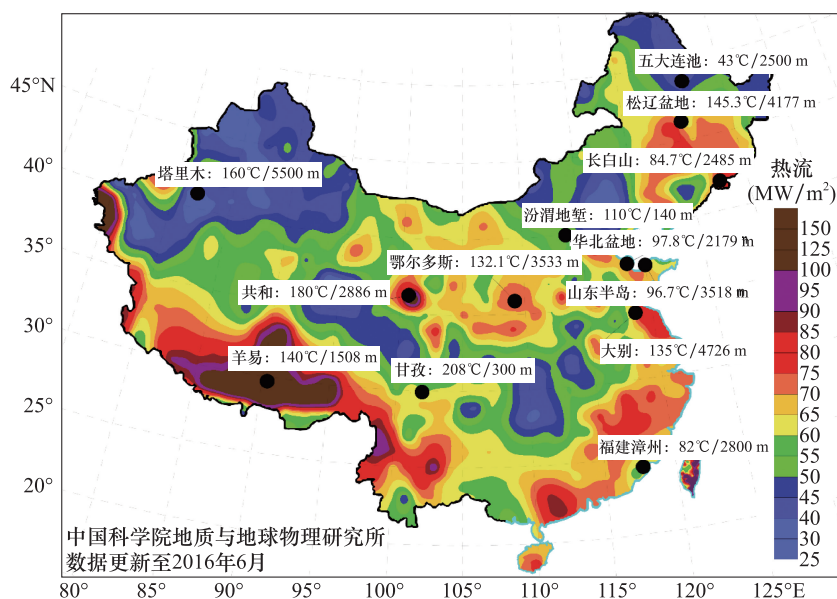 45°N
40°
35°
30°
25°
20°
五大连池：43℃/2500 m
松辽盆地：145.3℃/4177 m
长白山：84.7℃/2485 m
塔里木：160℃/5500 m
汾渭地堑：110℃/140 m
华北盆地：97.8℃/2179 m
鄂尔多斯：132.1℃/3533 m
共和：180℃/2886 m
山东半岛：96.7℃/3518 m
羊易：140℃/1508 m
甘孜：208℃/300 m
大别：135℃/4726 m
福建漳州：82℃/2800 m
中国科学院地质与地球物理研究所
数据更新至2016年6月
80°
85°
90°
95°
100°
105°
110°
115°
120°
125°E
热流
(MW/m²)
150
125
100
95
90
85
80
75
70
65
60
55
50
45
40
35
30
25